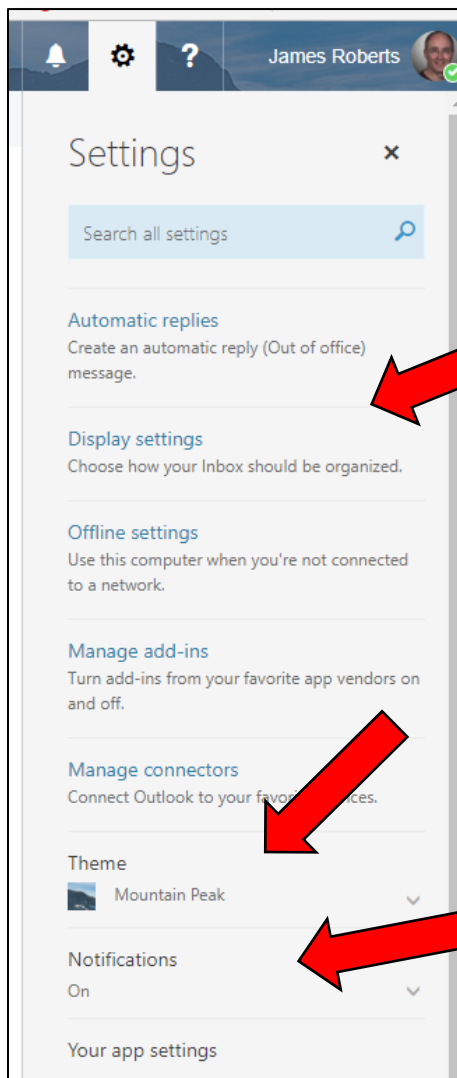 ? James Roberts
Settings
Search all settings
Automatic replies
Create an automatic reply (Out of office)
message.
Display settings
Choose how your Inbox should be organized.
Offline settings
Use this computer when you're not connected
to a network.
Manage add-ins
Turn add-ins from your favorite app vendors on
and off.
Manage connectors
Connect Outlook to your
Theme
Mountain Peak
Notifications
On
Your app settings